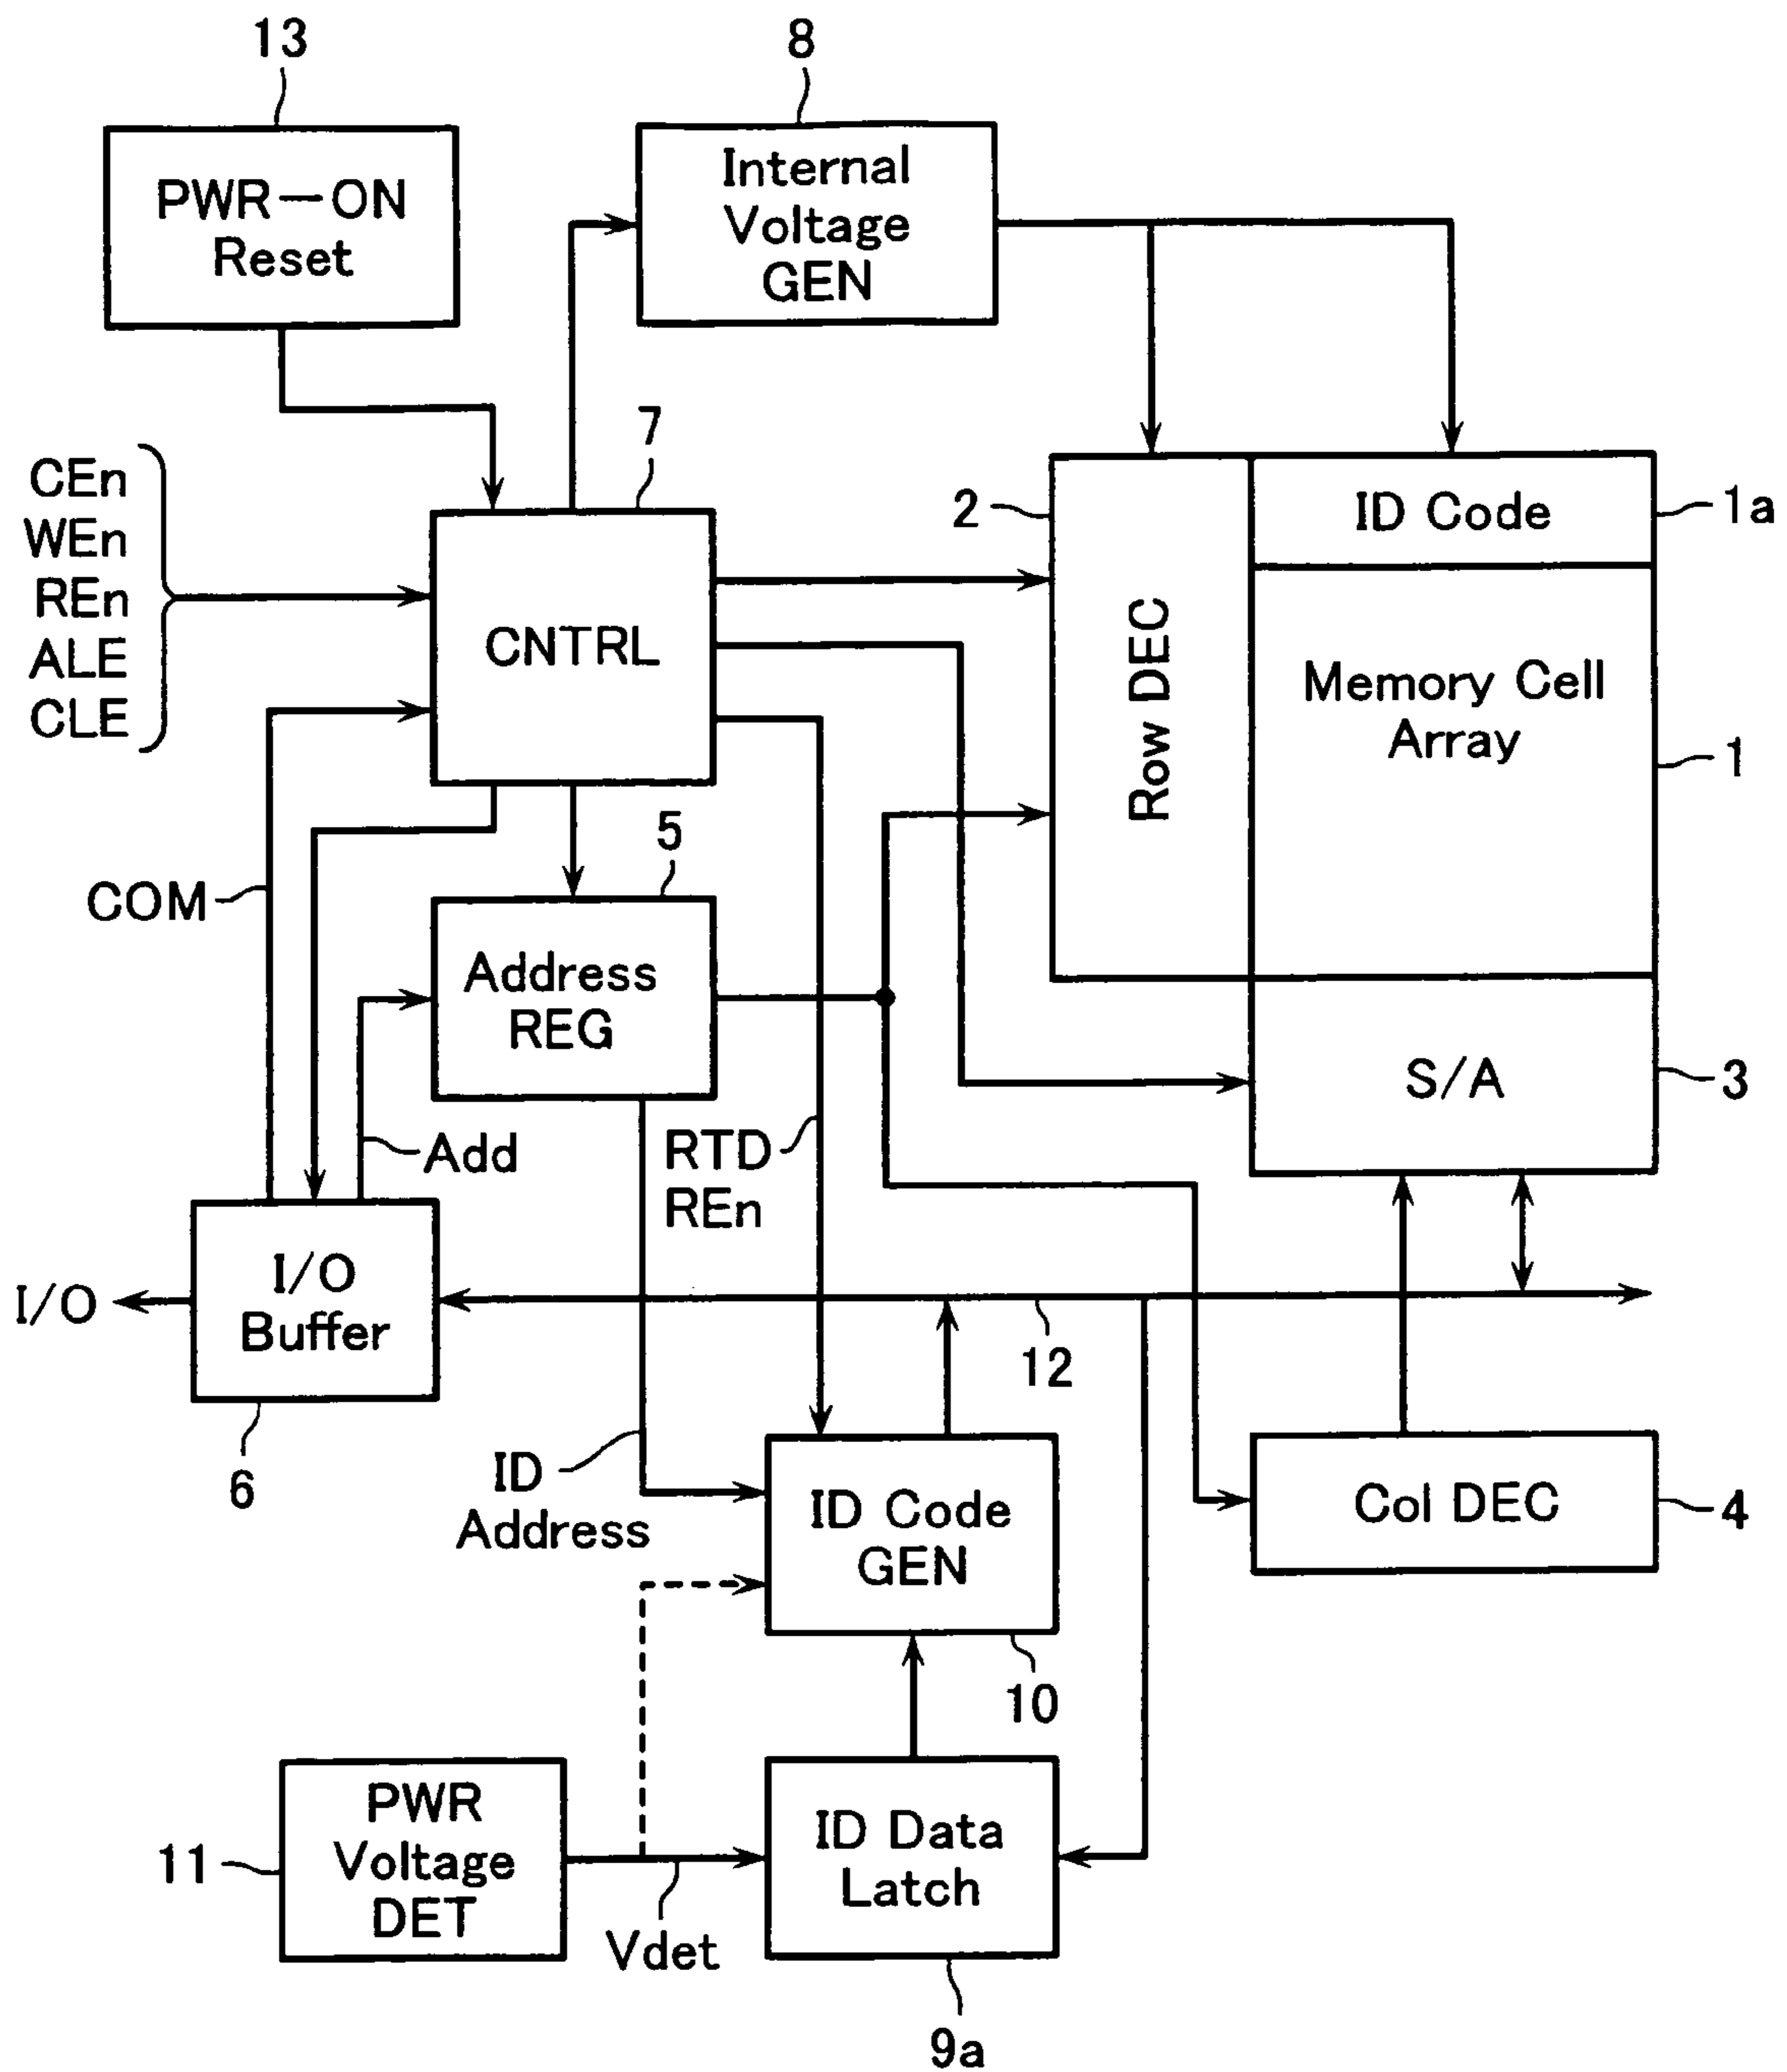 13
8
PWR-ON
Reset
Internal
Voltage
GEN
7
CEn
WEn
REn
ALE
CLE
CNTRL
2
Row DEC
ID Code
1a
Memory Cell
Array
1
COM
5
Address
REG
S/A
3
Add
RTD
REn
I/O
I/O
Buffer
6
12
ID
Address
ID Code
GEN
10
Col DEC
4
11
PWR
Voltage
DET
Vdet
ID Data
Latch
9a